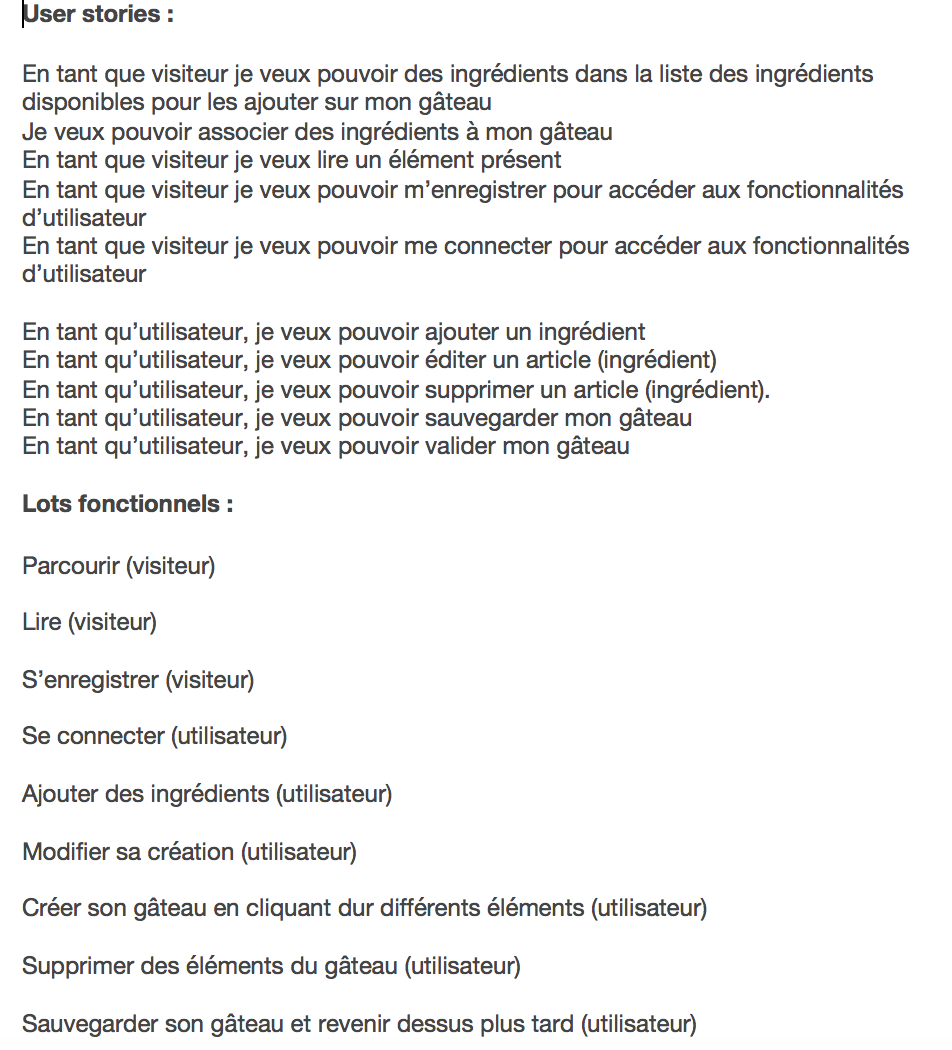 User stories :
En tant que visiteur je veux pouvoir des ingrédients dans la liste des ingrédients
disponibles pour les ajouter sur mon gâteau
Je veux pouvoir associer des ingrédients à mon gâteau
En tant que visiteur je veux lire un élément présent
En tant que visiteur je veux pouvoir m’enregistrer pour accéder aux fonctionnalités
d’utilisateur
En tant que visiteur je veux pouvoir me connecter pour accéder aux fonctionnalités
d’utilisateur
En tant qu’utilisateur, je veux pouvoir ajouter un ingrédient
En tant qu’utilisateur, je veux pouvoir éditer un article (ingrédient)
En tant qu’utilisateur, je veux pouvoir supprimer un article (ingrédient).
En tant qu’utilisateur, je veux pouvoir sauvegarder mon gâteau
En tant qu’utilisateur, je veux pouvoir valider mon gâteau
Lots fonctionnels :
Parcourir (visiteur)
Lire (visiteur)
S’enregistrer (visiteur)
Se connecter (utilisateur)
Ajouter des ingrédients (utilisateur)
Modifier sa création (utilisateur)
Créer son gâteau en cliquant dur différents éléments (utilisateur)
Supprimer des éléments du gâteau (utilisateur)
Sauvegarder son gâteau et revenir dessus plus tard (utilisateur)